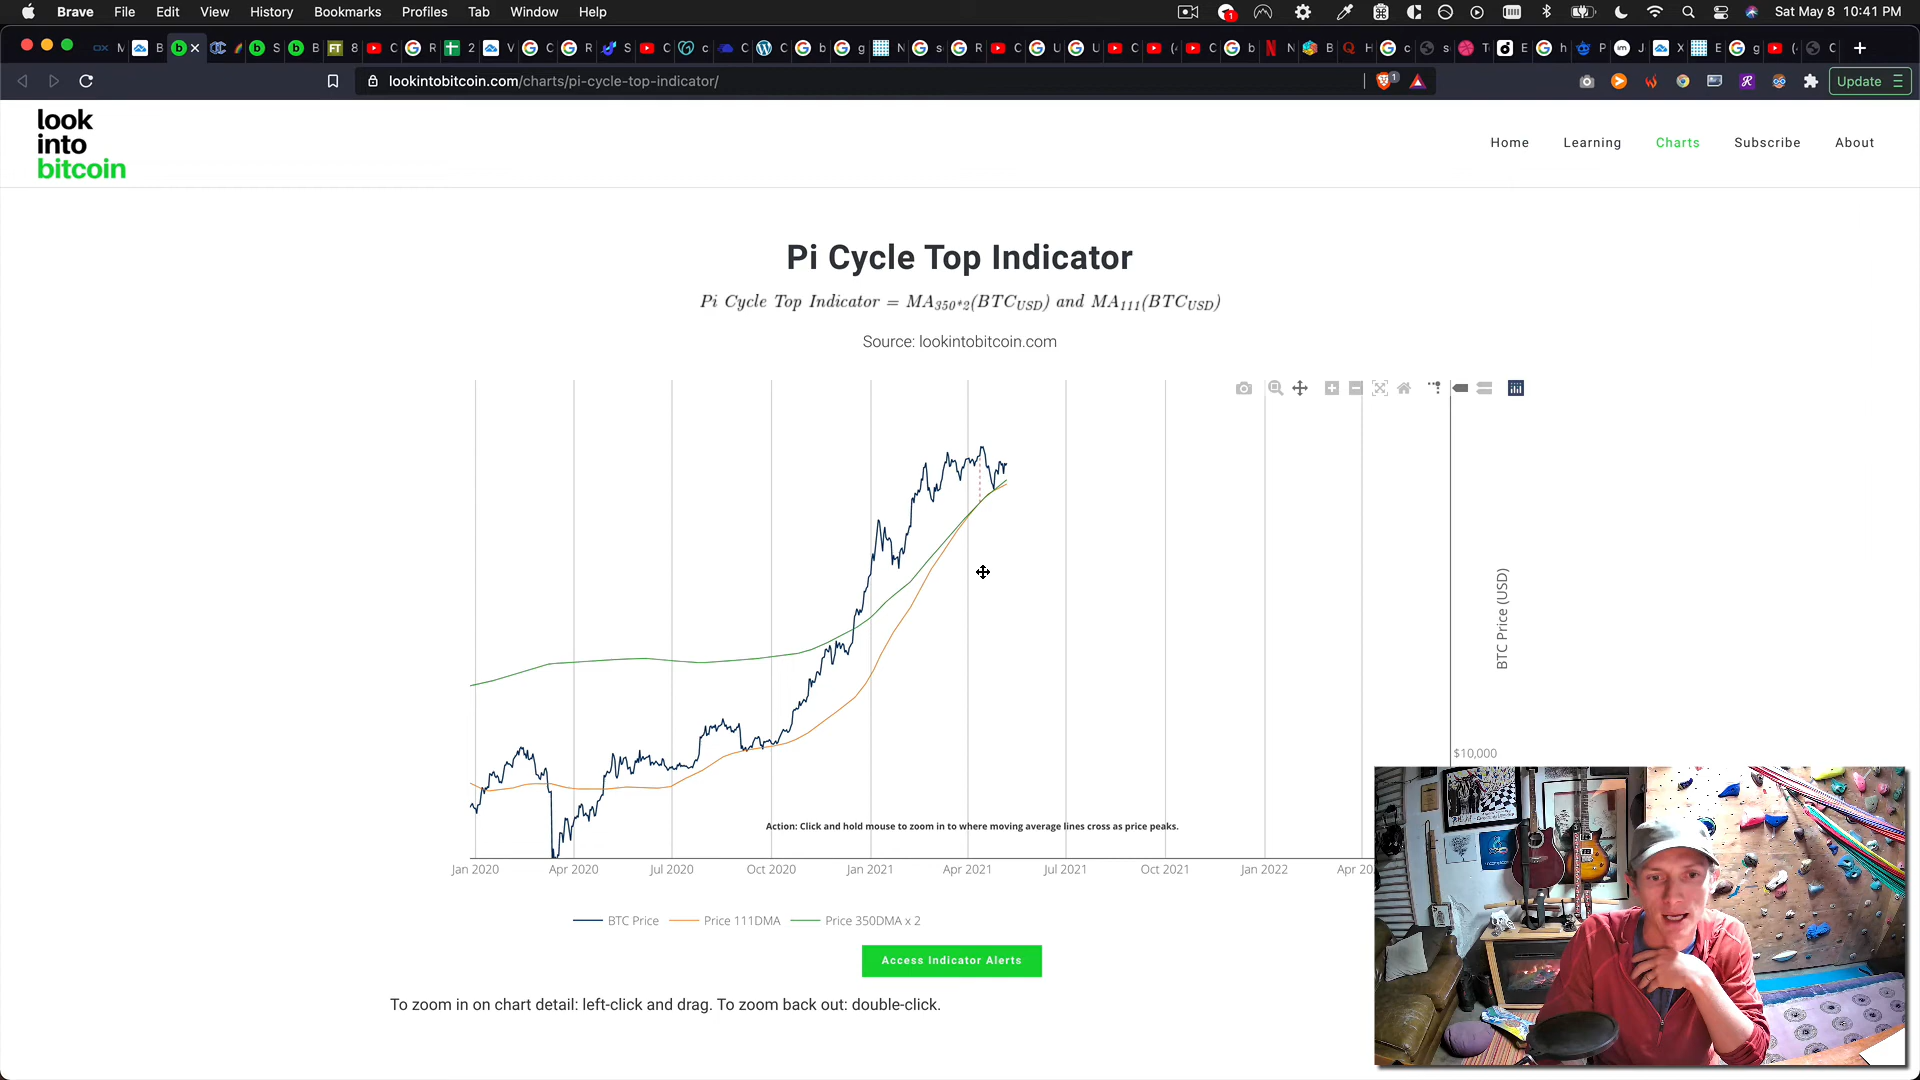 Brave File Edit View History Bookmarks Profiles Tab Window Help Sat May 8 10:41 PM
lookintobitcoin.com/charts/pi-cycle-top-indicator/ Update
look
into
bitcoin
Home Learning Charts Subscribe About
Pi Cycle Top Indicator
Pi Cycle Top Indicator = MA350*2(BTCUSD) and MA111(BTCUSD)
Source: lookintobitcoin.com
BTC Price (USD)
$10,000
Action: Click and hold mouse to zoom in to where moving average lines cross as price peaks.
Jan 2020 Apr 2020 Jul 2020 Oct 2020 Jan 2021 Apr 2021 Jul 2021 Oct 2021 Jan 2022 Apr 20
BTC Price Price 111DMA Price 350DMA x 2
Access Indicator Alerts
To zoom in on chart detail: left-click and drag. To zoom back out: double-click.